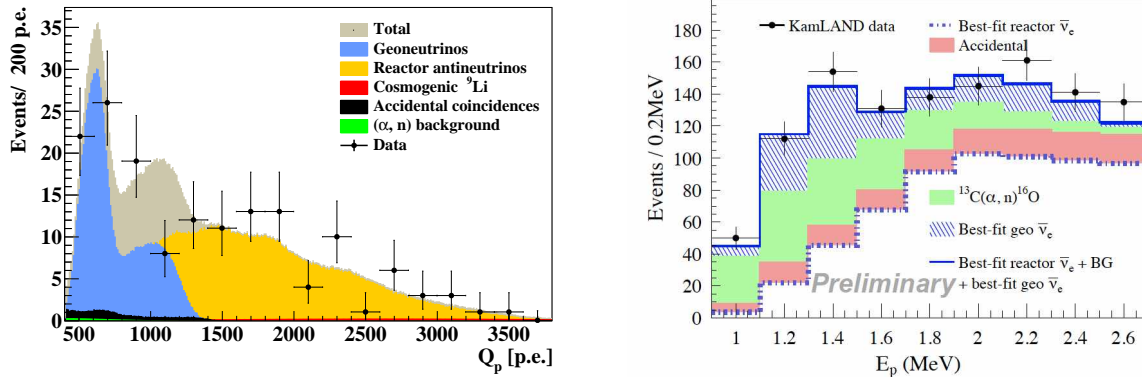 Events/ 200 p.e.
35
30
25
20
15
10
5
0
Total
Geoneutrinos
Reactor antineutrinos
Cosmogenic ⁹Li
Accidental coincidences
(α, n) background
Data
500 1000 1500 2000 2500 3000 3500
Qₚ [p.e.]
Events / 0.2MeV
180
160
140
120
100
80
60
40
20
0
KamLAND data
Best-fit reactor ν̄ₑ
Accidental
¹³C(α, n)¹⁶O
Best-fit geo ν̄ₑ
Best-fit reactor ν̄ₑ + BG
+ best-fit geo ν̄ₑ
Preliminary
1 1.2 1.4 1.6 1.8 2 2.2 2.4 2.6
Eₚ (MeV)